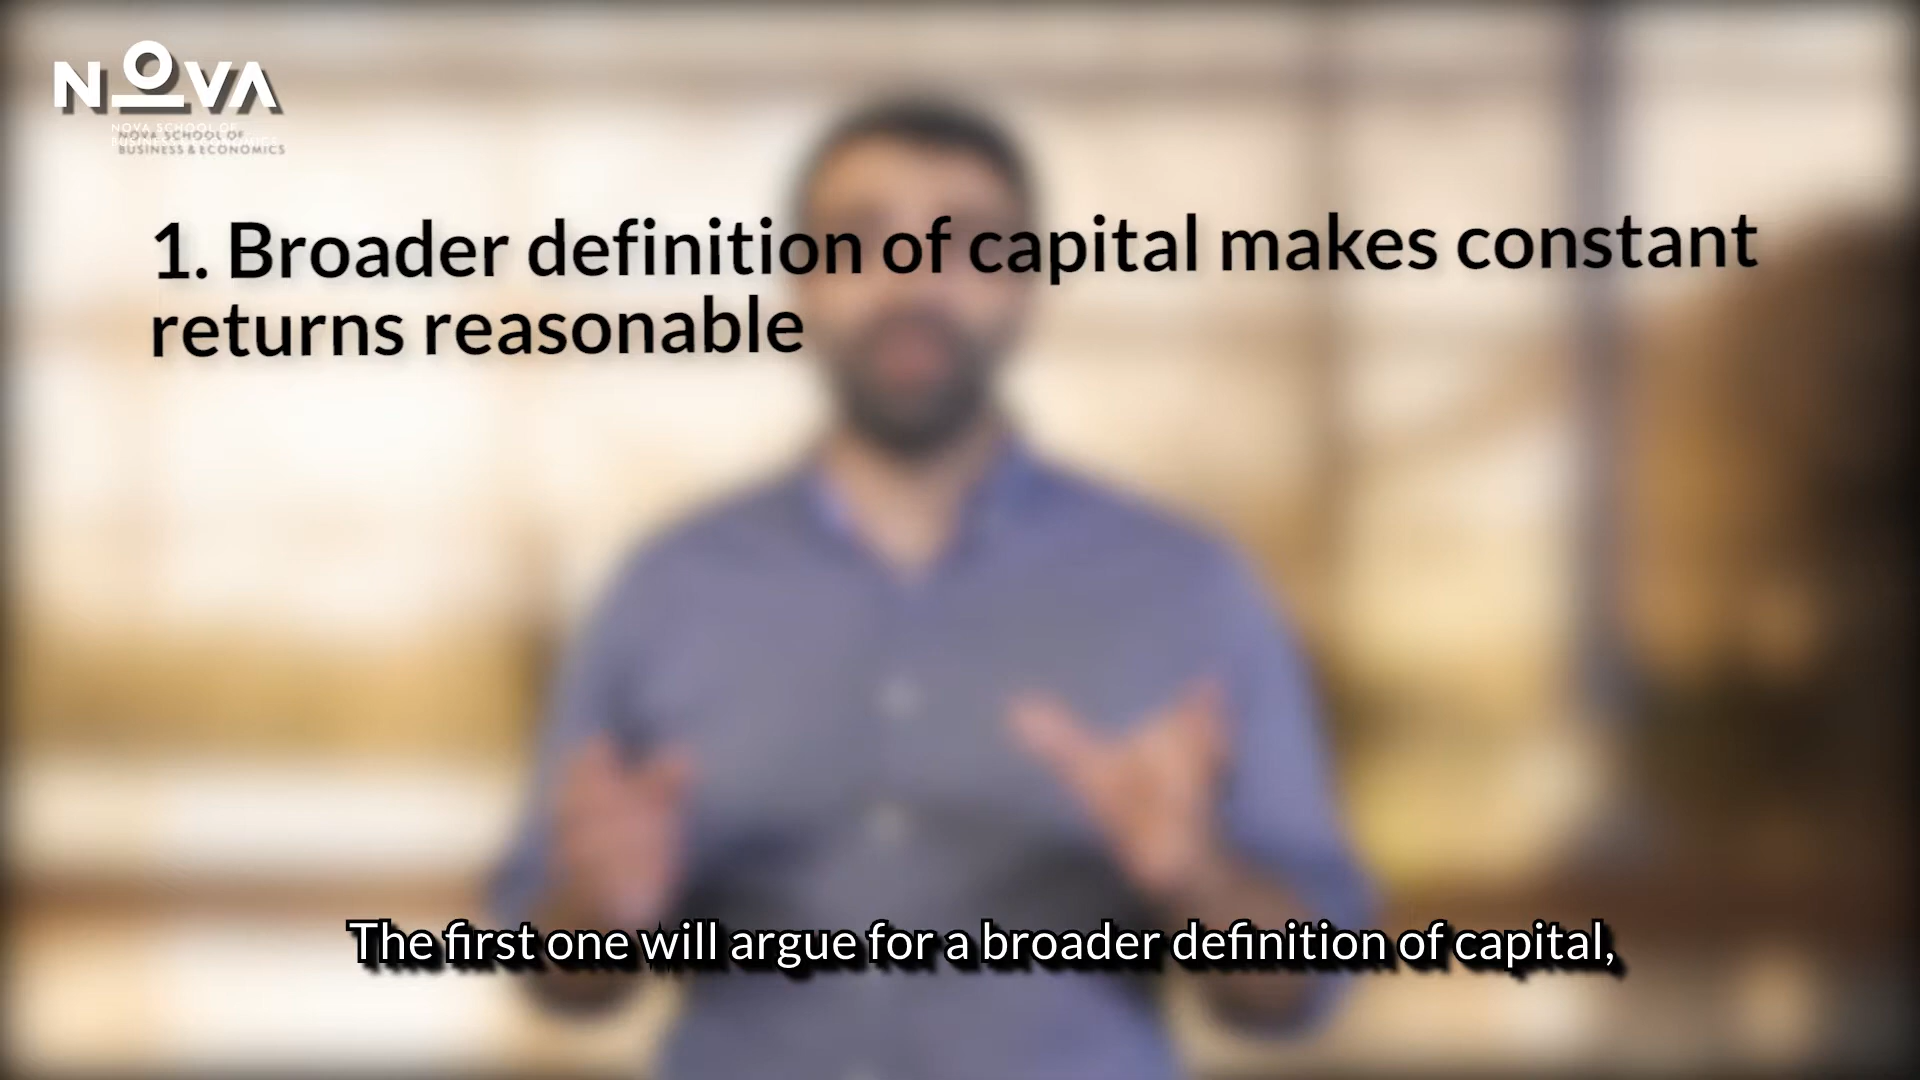 NOVA
NOVA SCHOOL OF
BUSINESS & ECONOMICS
1. Broader definition of capital makes constant
returns reasonable
The first one will argue for a broader definition of capital,